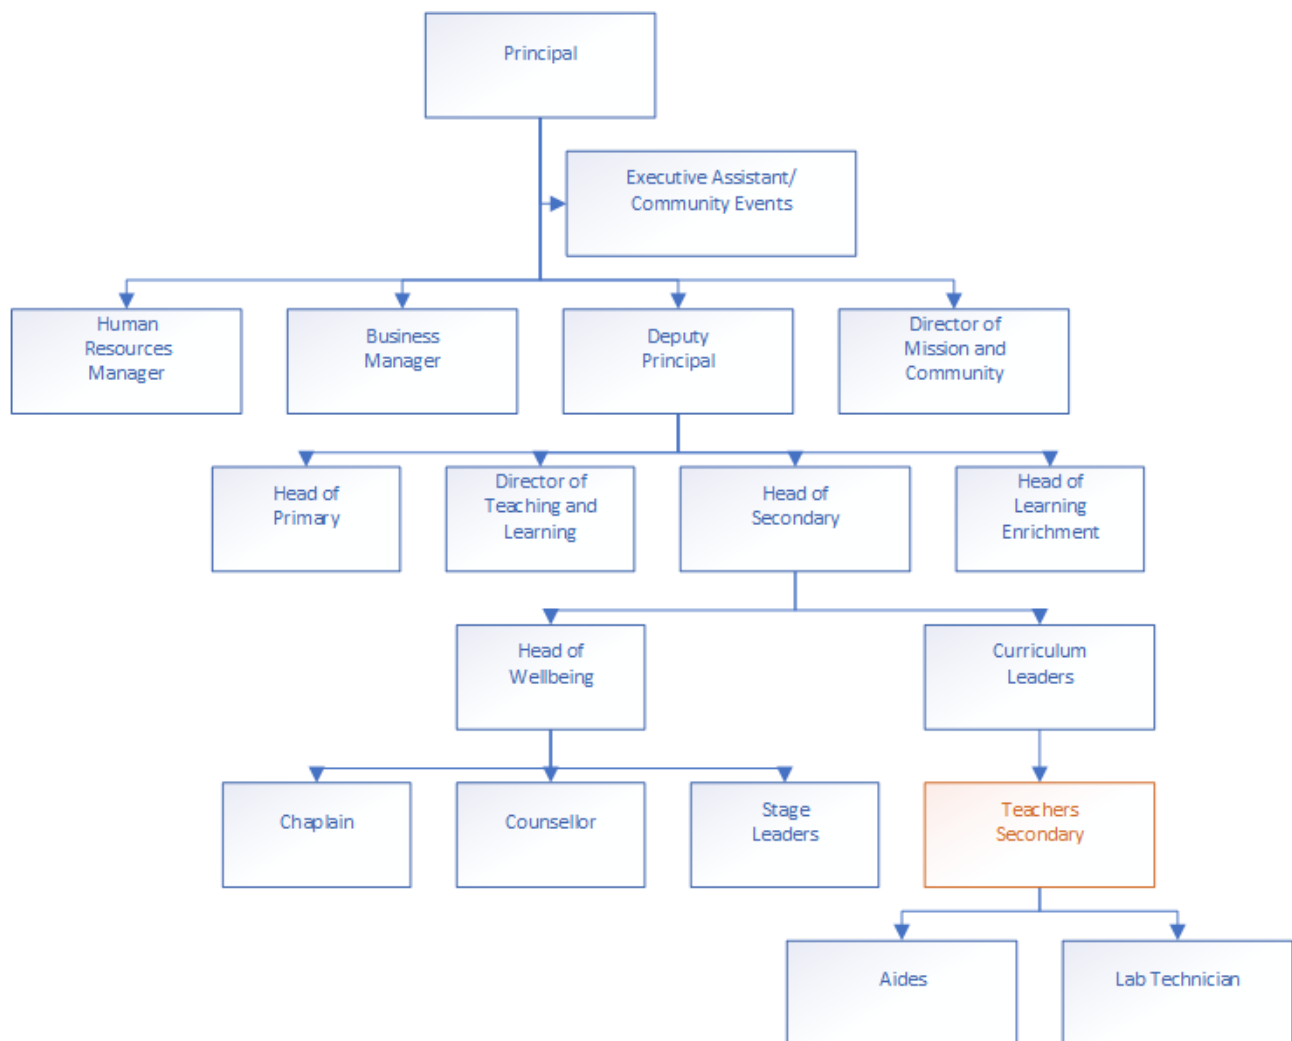 Principal
Executive Assistant/
Community Events
Human
Resources
Manager
Business
Manager
Deputy
Principal
Director of
Mission and
Community
Head of
Primary
Director of
Teaching and
Learning
Head of
Secondary
Head of
Learning
Enrichment
Head of
Wellbeing
Curriculum
Leaders
Chaplain
Counsellor
Stage
Leaders
Teachers
Secondary
Aides
Lab Technician